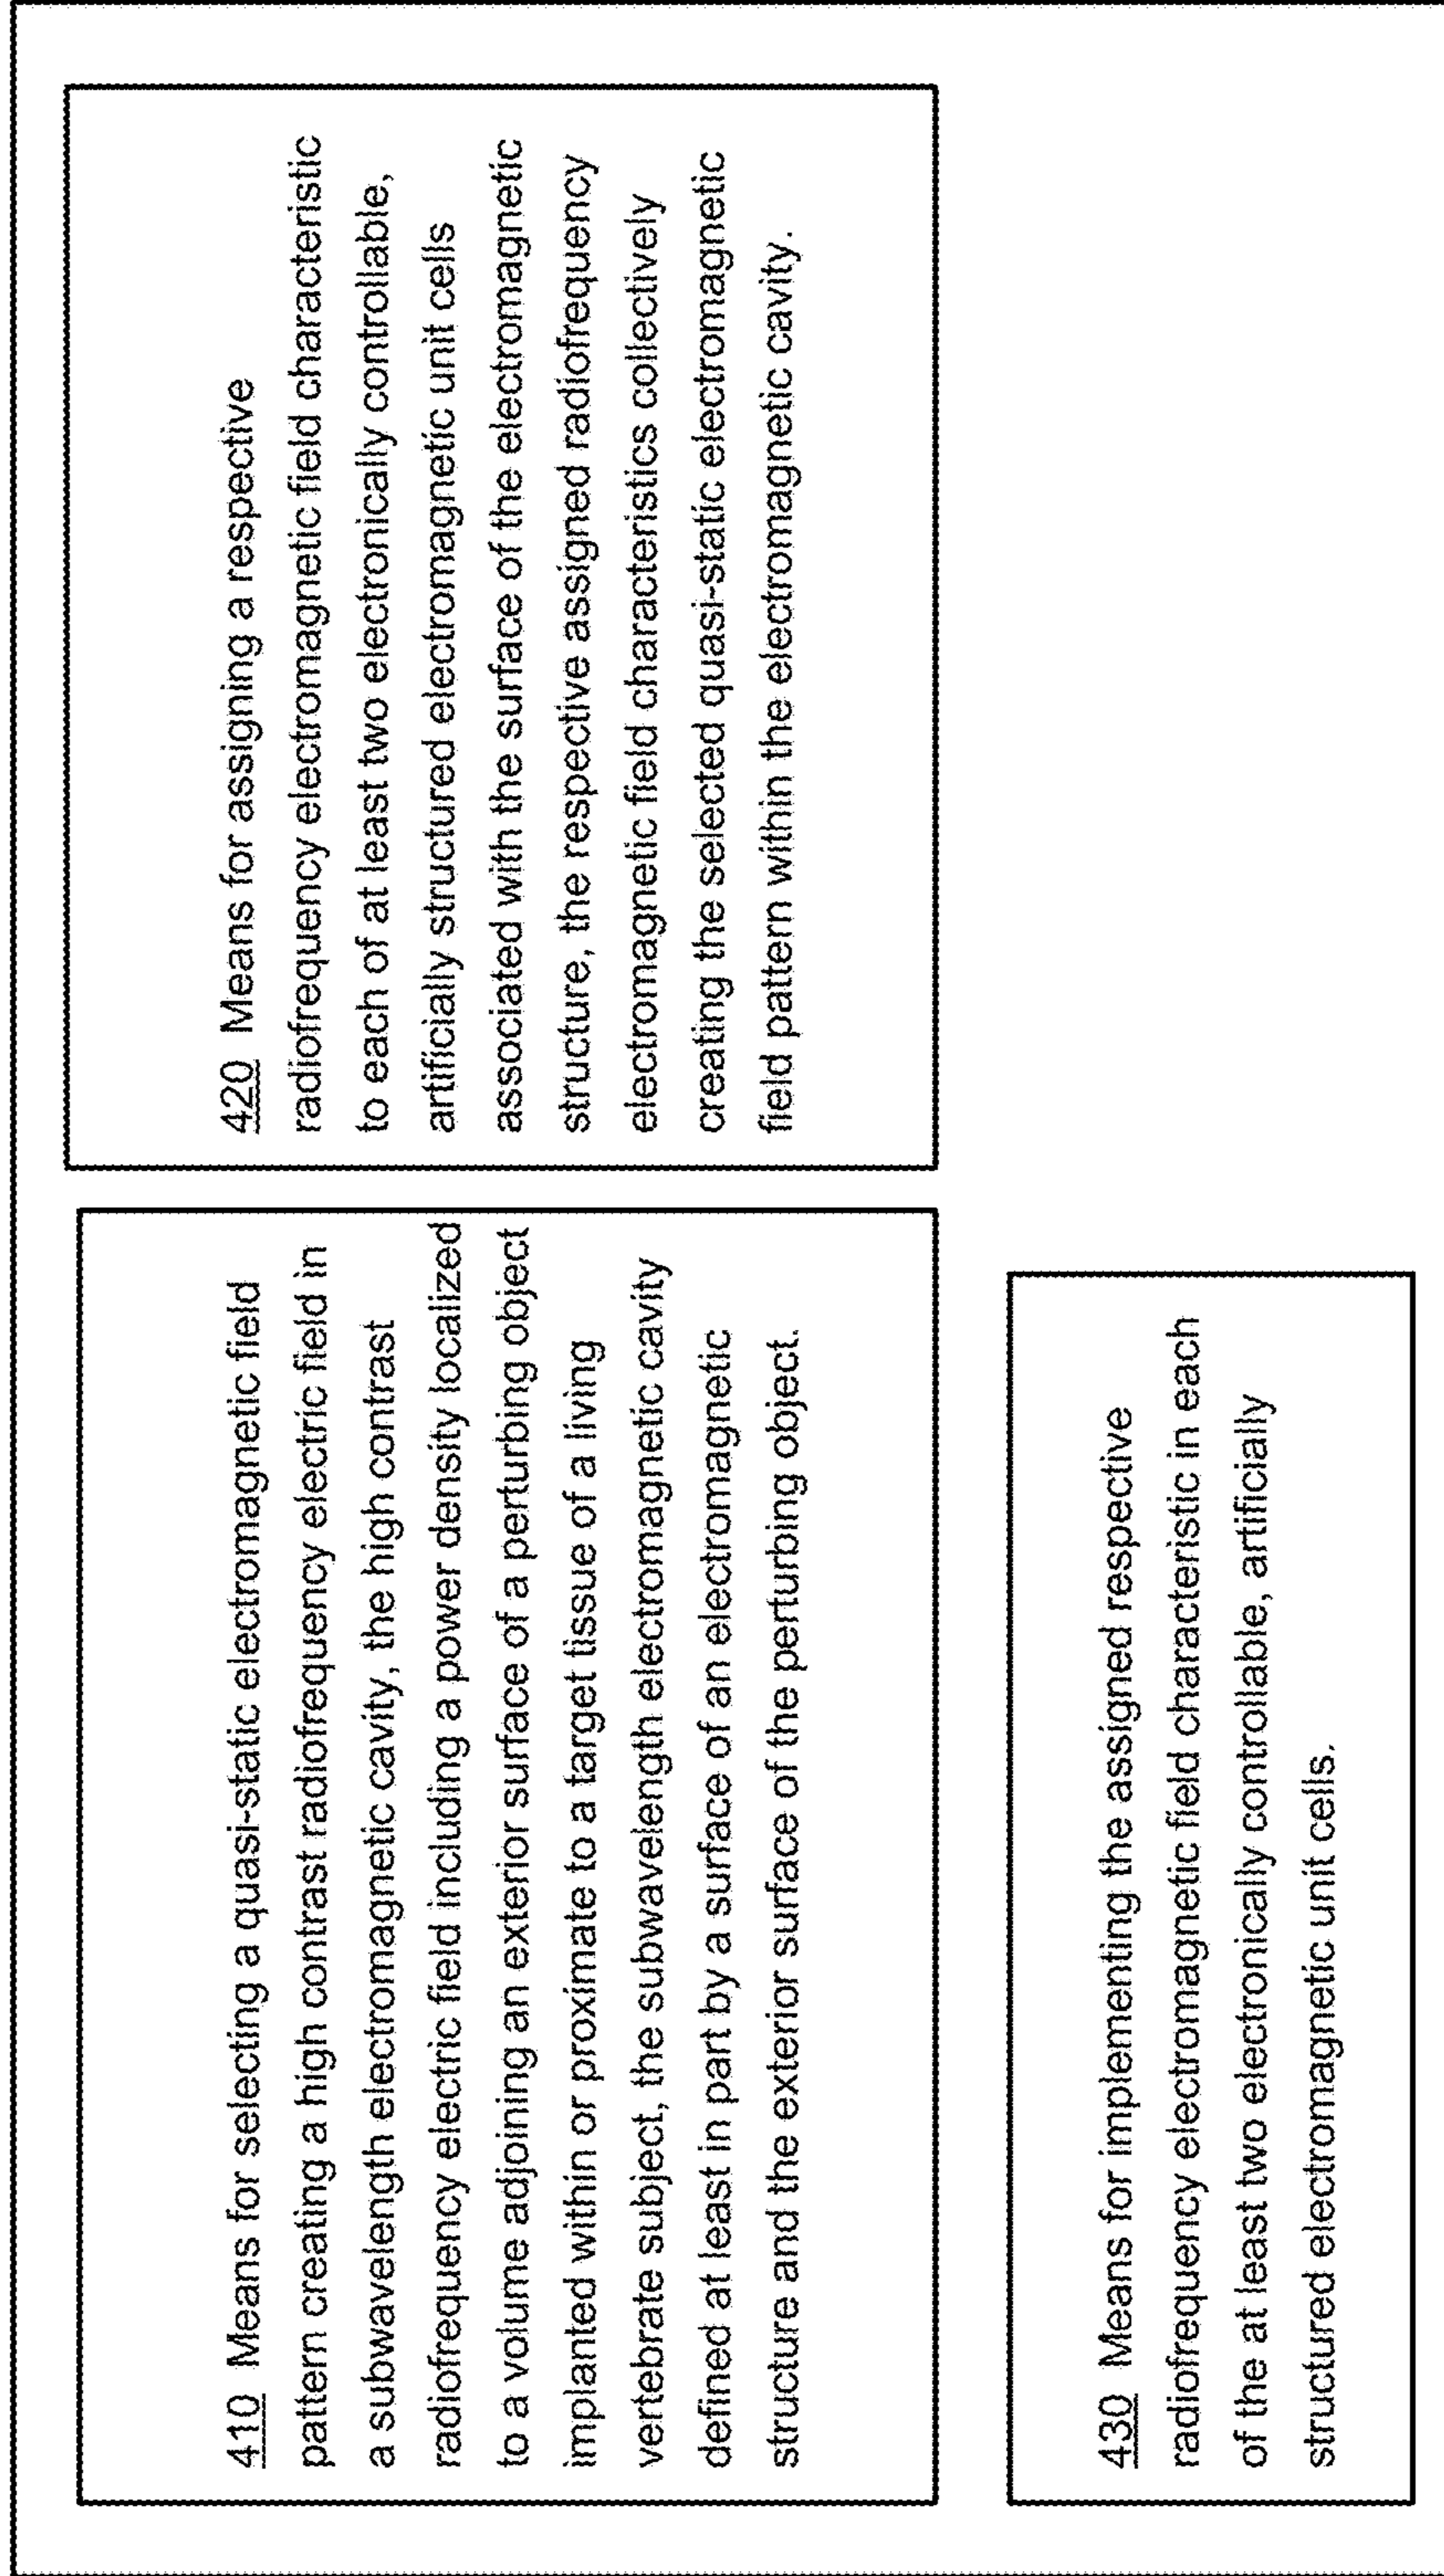 410 Means for selecting a quasi-static electromagnetic field
pattern creating a high contrast radiofrequency electric field in
a subwavelength electromagnetic cavity, the high contrast
radiofrequency electric field including a power density localized
to a volume adjoining an exterior surface of a perturbing object
implanted within or proximate to a target tissue of a living
vertebrate subject, the subwavelength electromagnetic cavity
defined at least in part by a surface of an electromagnetic
structure and the exterior surface of the perturbing object.
420 Means for assigning a respective
radiofrequency electromagnetic field characteristic
to each of at least two electronically controllable,
artificially structured electromagnetic unit cells
associated with the surface of the electromagnetic
structure, the respective assigned radiofrequency
electromagnetic field characteristics collectively
creating the selected quasi-static electromagnetic
field pattern within the electromagnetic cavity.
430 Means for implementing the assigned respective
radiofrequency electromagnetic field characteristic in each
of the at least two electronically controllable, artificially
structured electromagnetic unit cells.